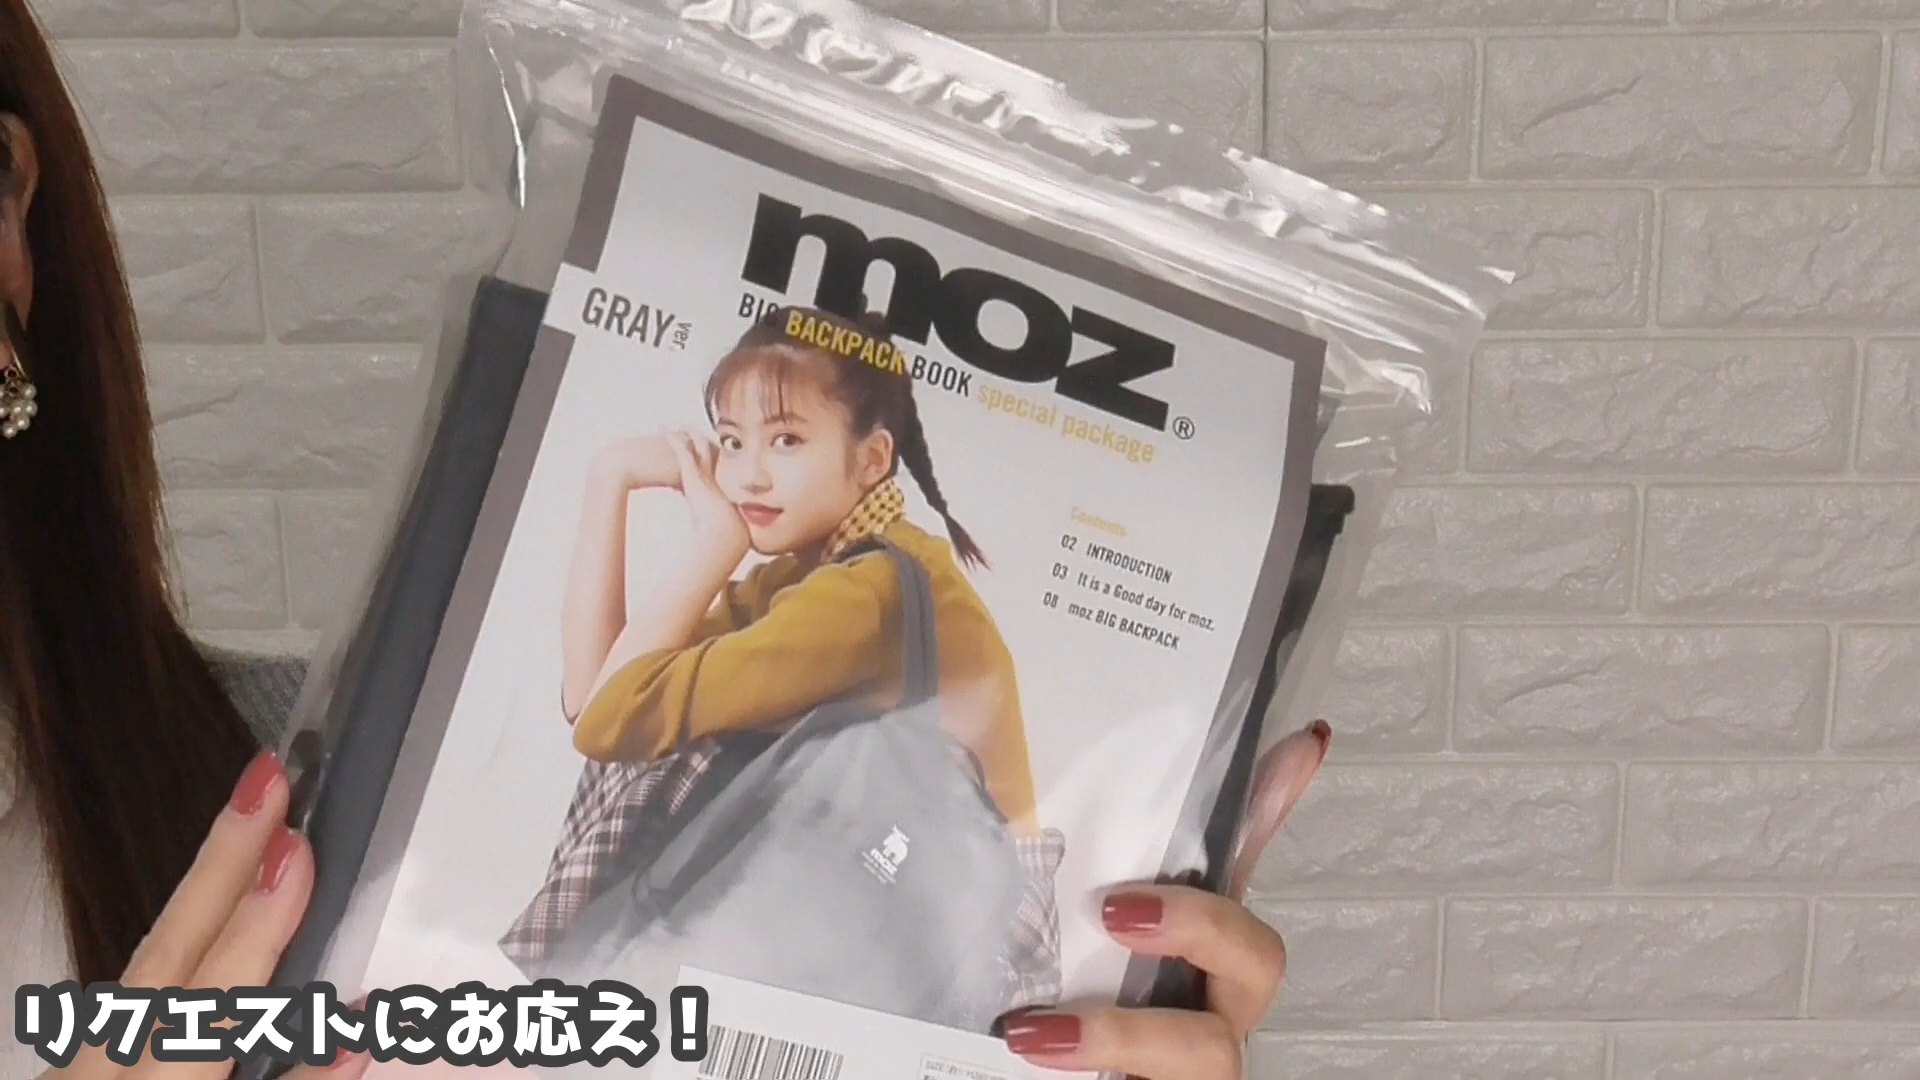 moz®
BIG BACKPACK BOOK special package
GRAY ver.
Contents
02 INTRODUCTION
03 It is a Good day for moz.
08 moz BIG BACKPACK
moz
リクエストにお応え！